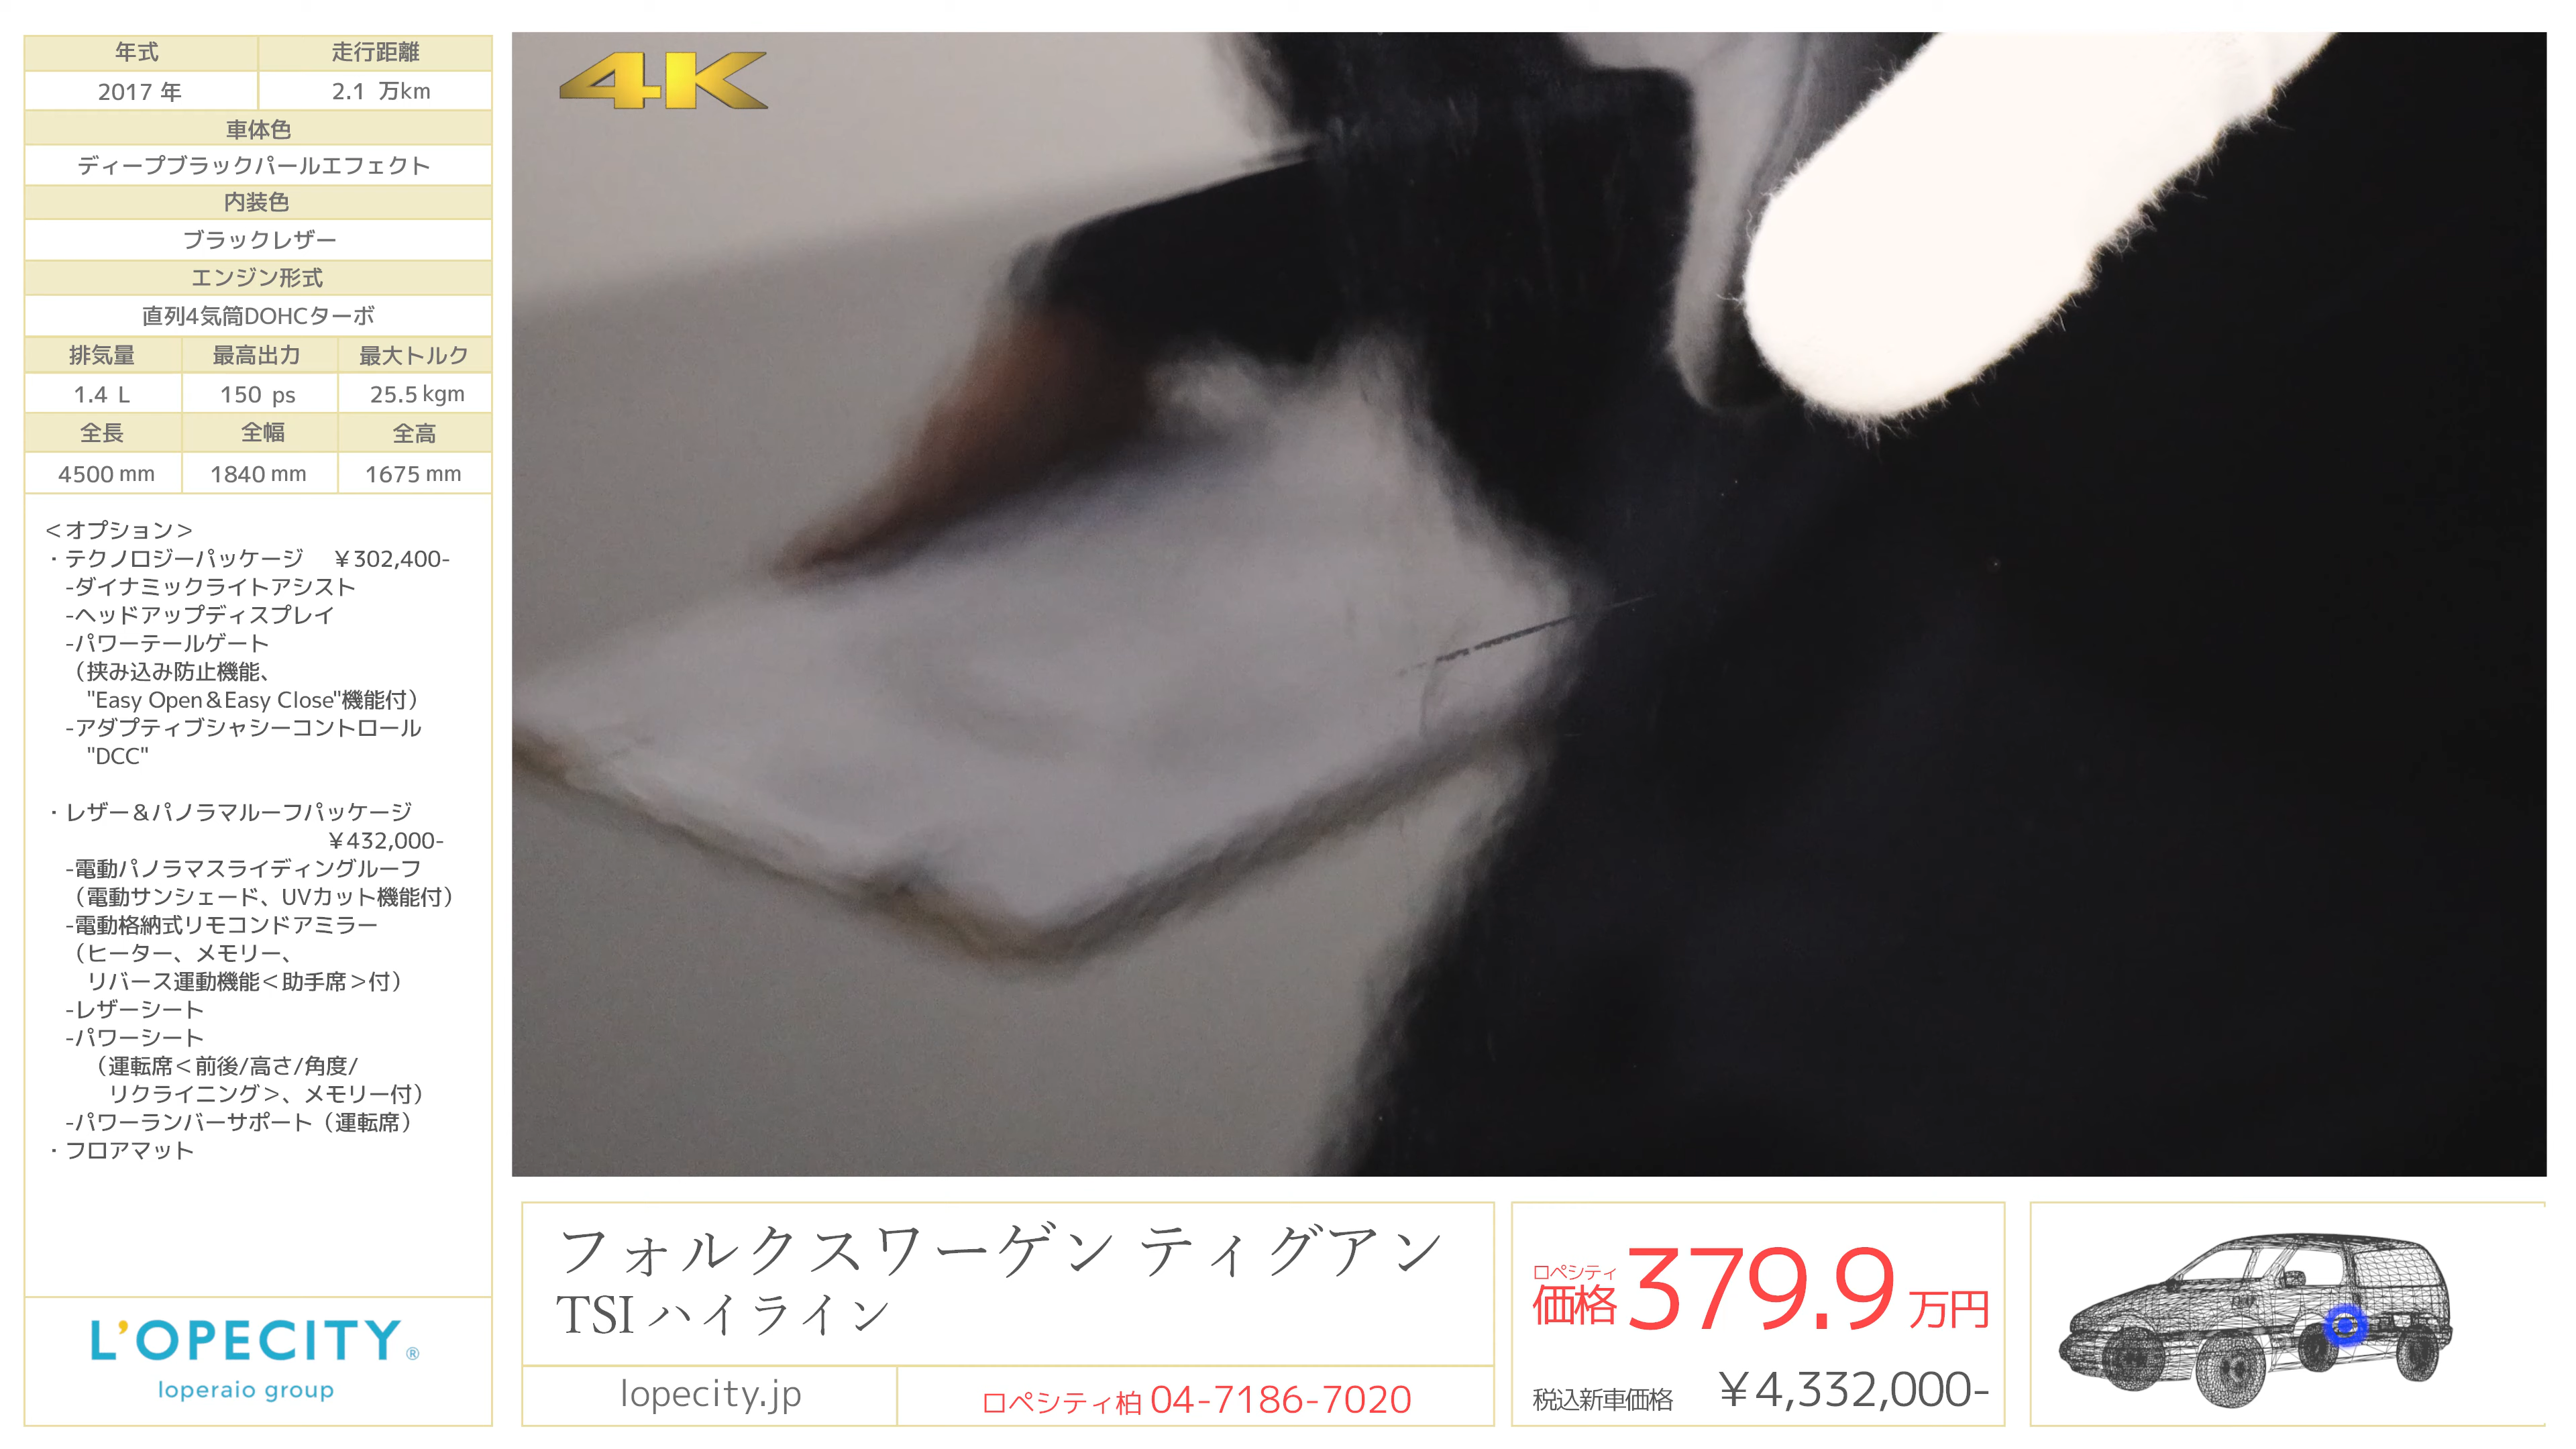 年式 走行距離
2017 年 2.1 万km
車体色
ディープブラックパールエフェクト
内装色
ブラックレザー
エンジン形式
直列4気筒DOHCターボ
排気量 最高出力 最大トルク
1.4 L 150 ps 25.5 kgm
全長 全幅 全高
4500 mm 1840 mm 1675 mm
＜オプション＞
・テクノロジーパッケージ ￥302,400-
-ダイナミックライトアシスト
-ヘッドアップディスプレイ
-パワーテールゲート
（挟み込み防止機能、
"Easy Open＆Easy Close"機能付）
-アダプティブシャシーコントロール
"DCC"
・レザー＆パノラマルーフパッケージ
￥432,000-
-電動パノラマスライディングルーフ
（電動サンシェード、UVカット機能付）
-電動格納式リモコンドアミラー
（ヒーター、メモリー、
リバース運動機能＜助手席＞付）
-レザーシート
-パワーシート
（運転席＜前後/高さ/角度/
リクライニング＞、メモリー付）
-パワーランバーサポート（運転席）
・フロアマット
L'OPECITY®
loperaio group
4K
フォルクスワーゲン ティグアン
TSI ハイライン
lopecity.jp
ロペシティ柏 04-7186-7020
ロペシティ
価格 379.9 万円
税込新車価格 ￥4,332,000-